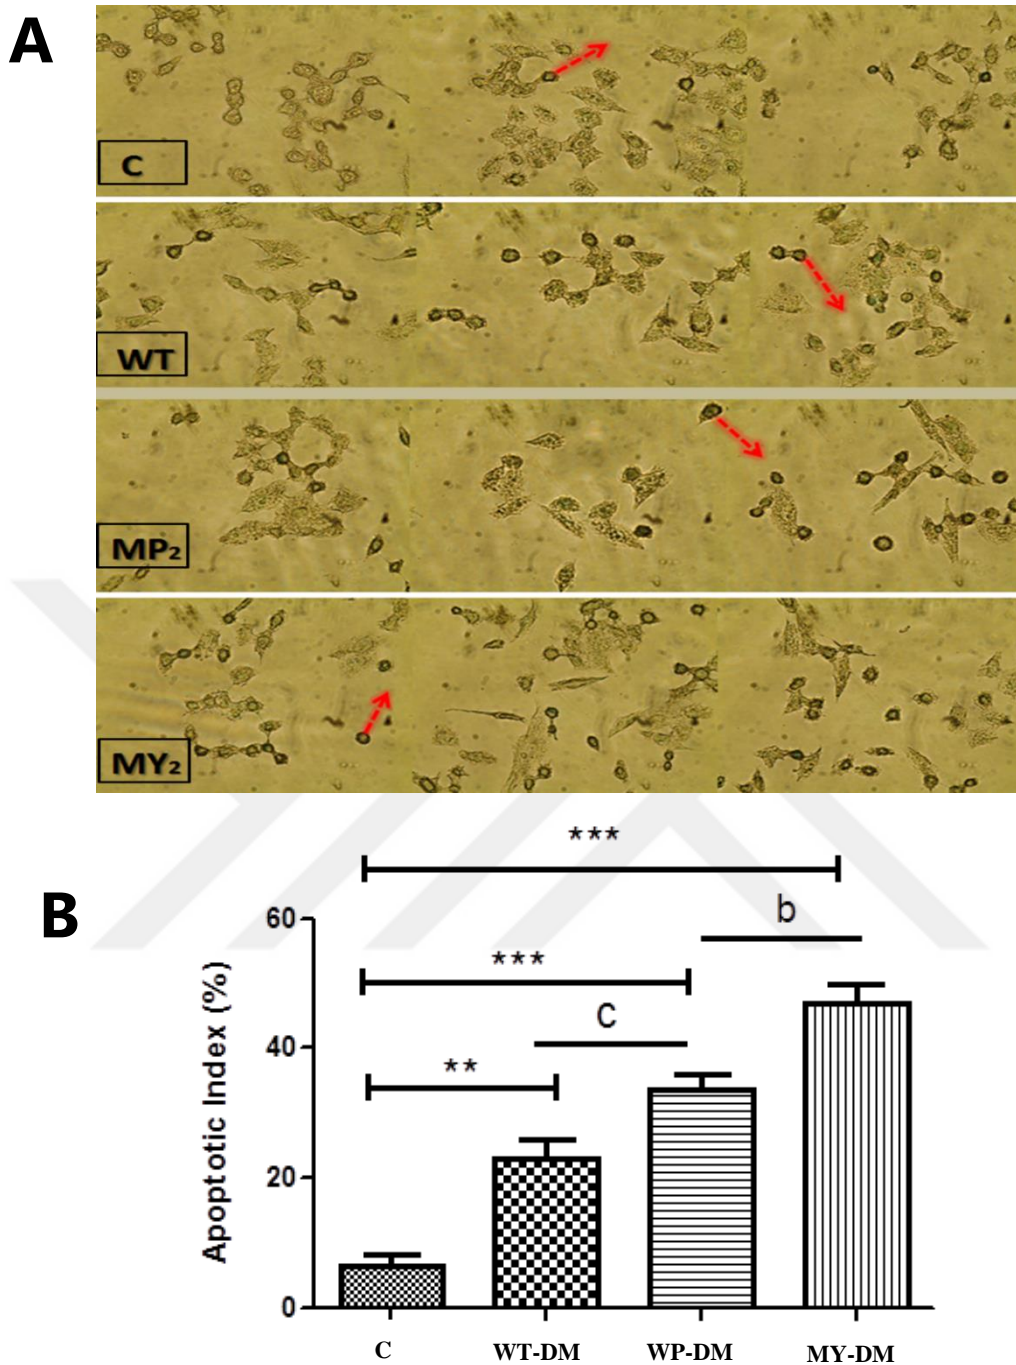 A
C
WT
MP₂
MY₂
B
***
b
***
C
**
Apoptotic Index (%)
60
40
20
0
C
WT-DM
WP-DM
MY-DM